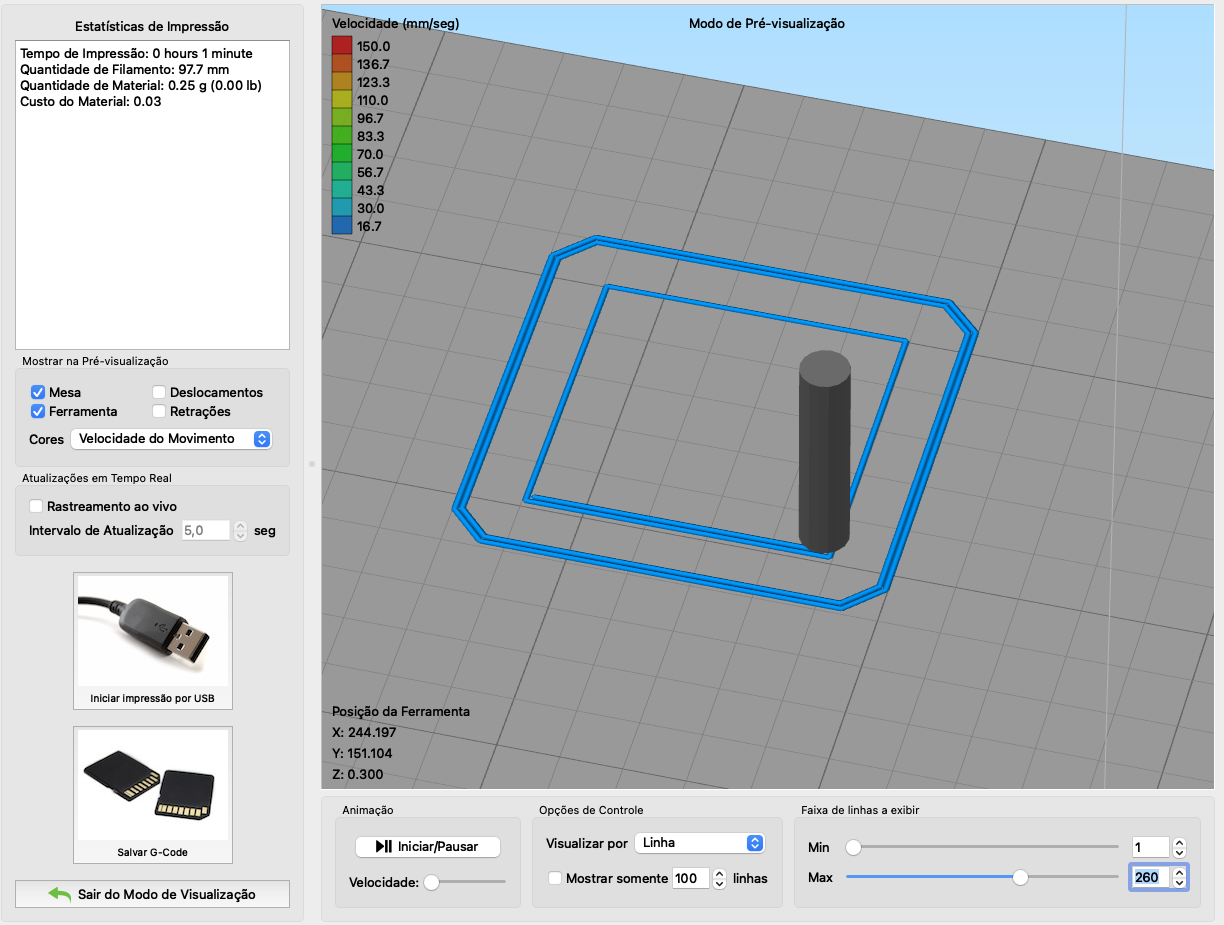 Estatísticas de Impressão
Tempo de Impressão: 0 hours 1 minute
Quantidade de Filamento: 97.7 mm
Quantidade de Material: 0.25 g (0.00 lb)
Custo do Material: 0.03
Mostrar na Pré-visualização
Mesa
Deslocamentos
Ferramenta
Retrações
Cores
Velocidade do Movimento
Atualizações em Tempo Real
Rastreamento ao vivo
Intervalo de Atualização 5,0 seg
Iniciar impressão por USB
Salvar G-Code
Sair do Modo de Visualização
Velocidade (mm/seg)
150.0
136.7
123.3
110.0
96.7
83.3
70.0
56.7
43.3
30.0
16.7
Modo de Pré-visualização
Posição da Ferramenta
X: 244.197
Y: 151.104
Z: 0.300
Animação
Iniciar/Pausar
Velocidade:
Opções de Controle
Visualizar por Linha
Mostrar somente 100 linhas
Faixa de linhas a exibir
Min 1
Max 260